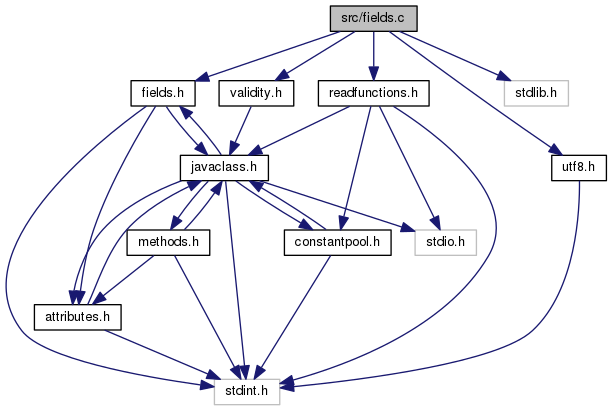 src/fields.c
fields.h
validity.h
readfunctions.h
stdlib.h
javaclass.h
utf8.h
methods.h
constantpool.h
stdio.h
attributes.h
stdint.h